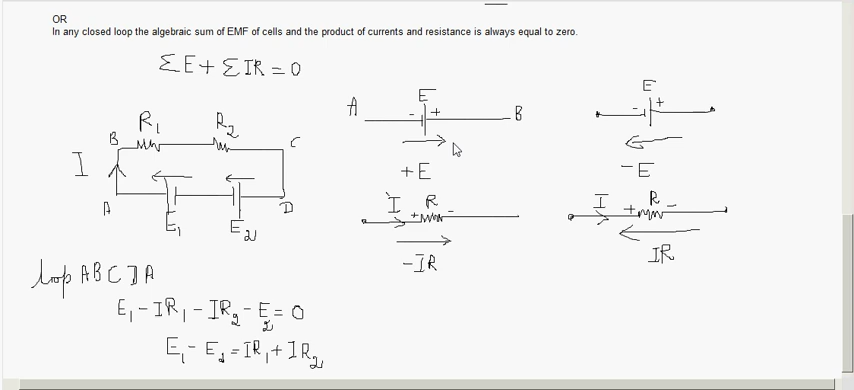 OR
In any closed loop the algebraic sum of EMF of cells and the product of currents and resistance is always equal to zero.
ΣE + ΣIR = 0
R1 R2
B C
I
A D
E1 E2
E
A - + B
+E
I R
+ -
-IR
E
- +
-E
I R
+ -
IR
loop ABCDA
E1 - IR1 - IR2 - E2 = 0
E1 - E2 = IR1 + IR2